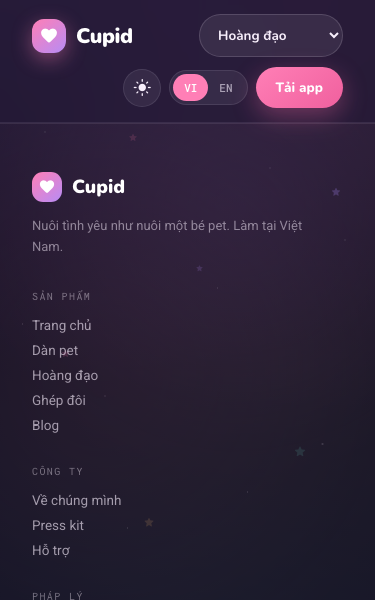 Cupid
Hoàng đạo
VI
EN
Tải app
Cupid
Nuôi tình yêu như nuôi một bé pet. Làm tại Việt
Nam.
SẢN PHẨM
Trang chủ
Dàn pet
Hoàng đạo
Ghép đôi
Blog
CÔNG TY
Về chúng mình
Press kit
Hỗ trợ
PHÁP LÝ